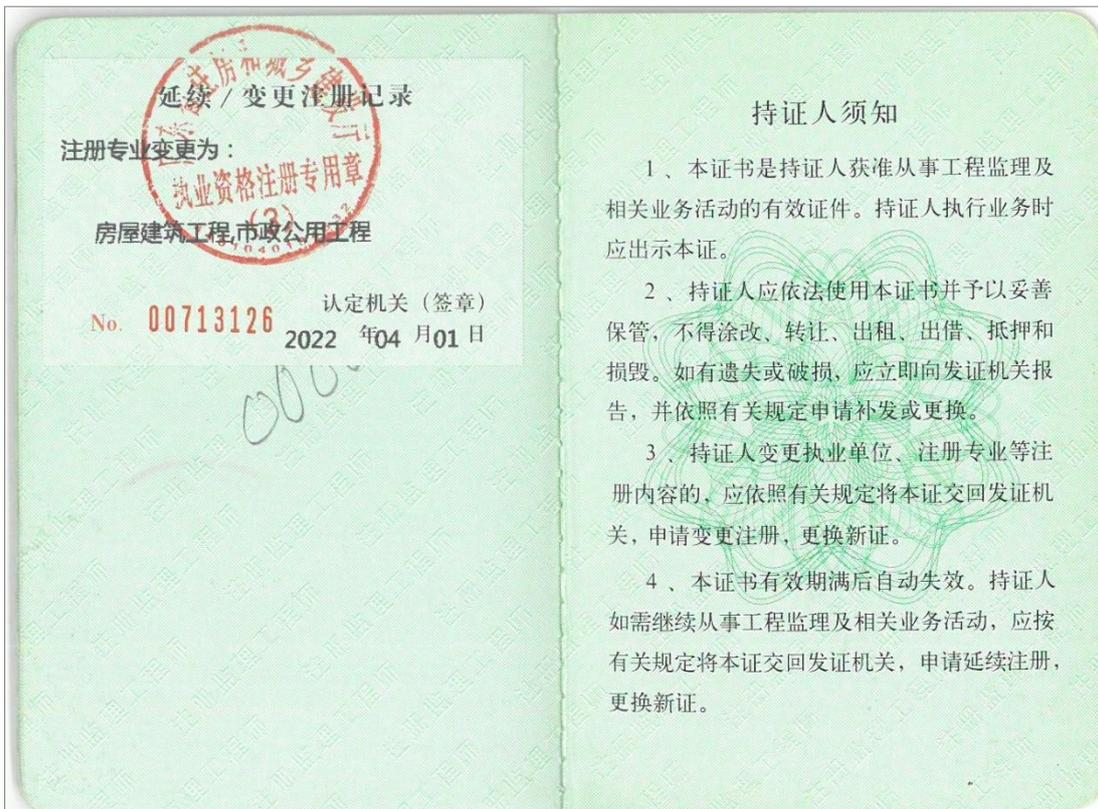 延续/变更注册记录
注册专业变更为：
执业资格注册专用章
（3）
房屋建筑工程,市政公用工程
认定机关（签章）
No. 00713126
2022 年04 月01 日
持证人须知
1、本证书是持证人获准从事工程监理及
相关业务活动的有效证件。持证人执行业务时
应出示本证。
2、持证人应依法使用本证书并予以妥善
保管，不得涂改、转让、出租、出借、抵押和
损毁。如有遗失或破损，应立即向发证机关报
告，并依照有关规定申请补发或更换。
3、持证人变更执业单位、注册专业等注
册内容的，应依照有关规定将本证交回发证机
关，申请变更注册，更换新证。
4、本证书有效期满后自动失效。持证人
如需继续从事工程监理及相关业务活动，应按
有关规定将本证交回发证机关，申请延续注册，
更换新证。